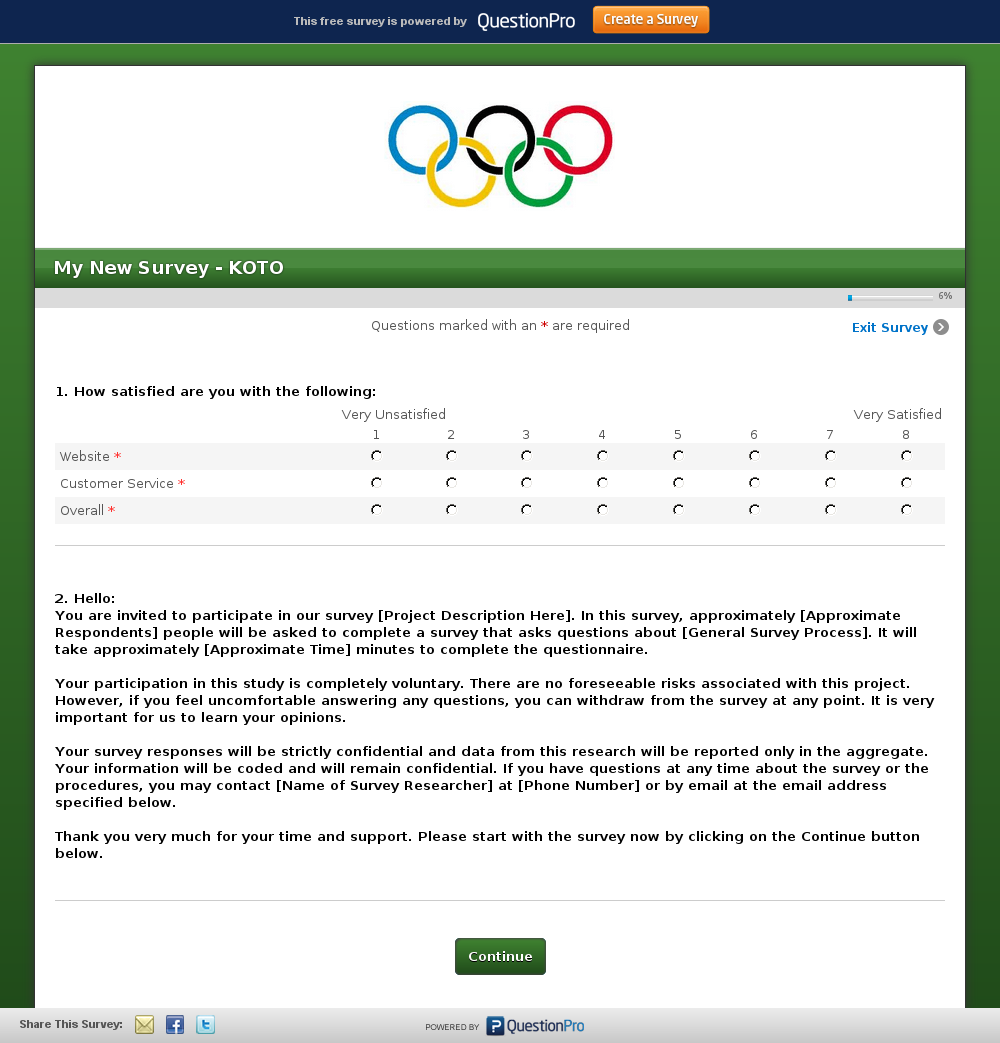 This free survey is powered by QuestionPro Create a Survey
My New Survey - KOTO
6%
Questions marked with an * are required
Exit Survey
1. How satisfied are you with the following:
Very Unsatisfied Very Satisfied
1 2 3 4 5 6 7 8
Website *
Customer Service *
Overall *
2. Hello:
You are invited to participate in our survey [Project Description Here]. In this survey, approximately [Approximate
Respondents] people will be asked to complete a survey that asks questions about [General Survey Process]. It will
take approximately [Approximate Time] minutes to complete the questionnaire.
Your participation in this study is completely voluntary. There are no foreseeable risks associated with this project.
However, if you feel uncomfortable answering any questions, you can withdraw from the survey at any point. It is very
important for us to learn your opinions.
Your survey responses will be strictly confidential and data from this research will be reported only in the aggregate.
Your information will be coded and will remain confidential. If you have questions at any time about the survey or the
procedures, you may contact [Name of Survey Researcher] at [Phone Number] or by email at the email address
specified below.
Thank you very much for your time and support. Please start with the survey now by clicking on the Continue button
below.
Continue
Share This Survey: POWERED BY QuestionPro